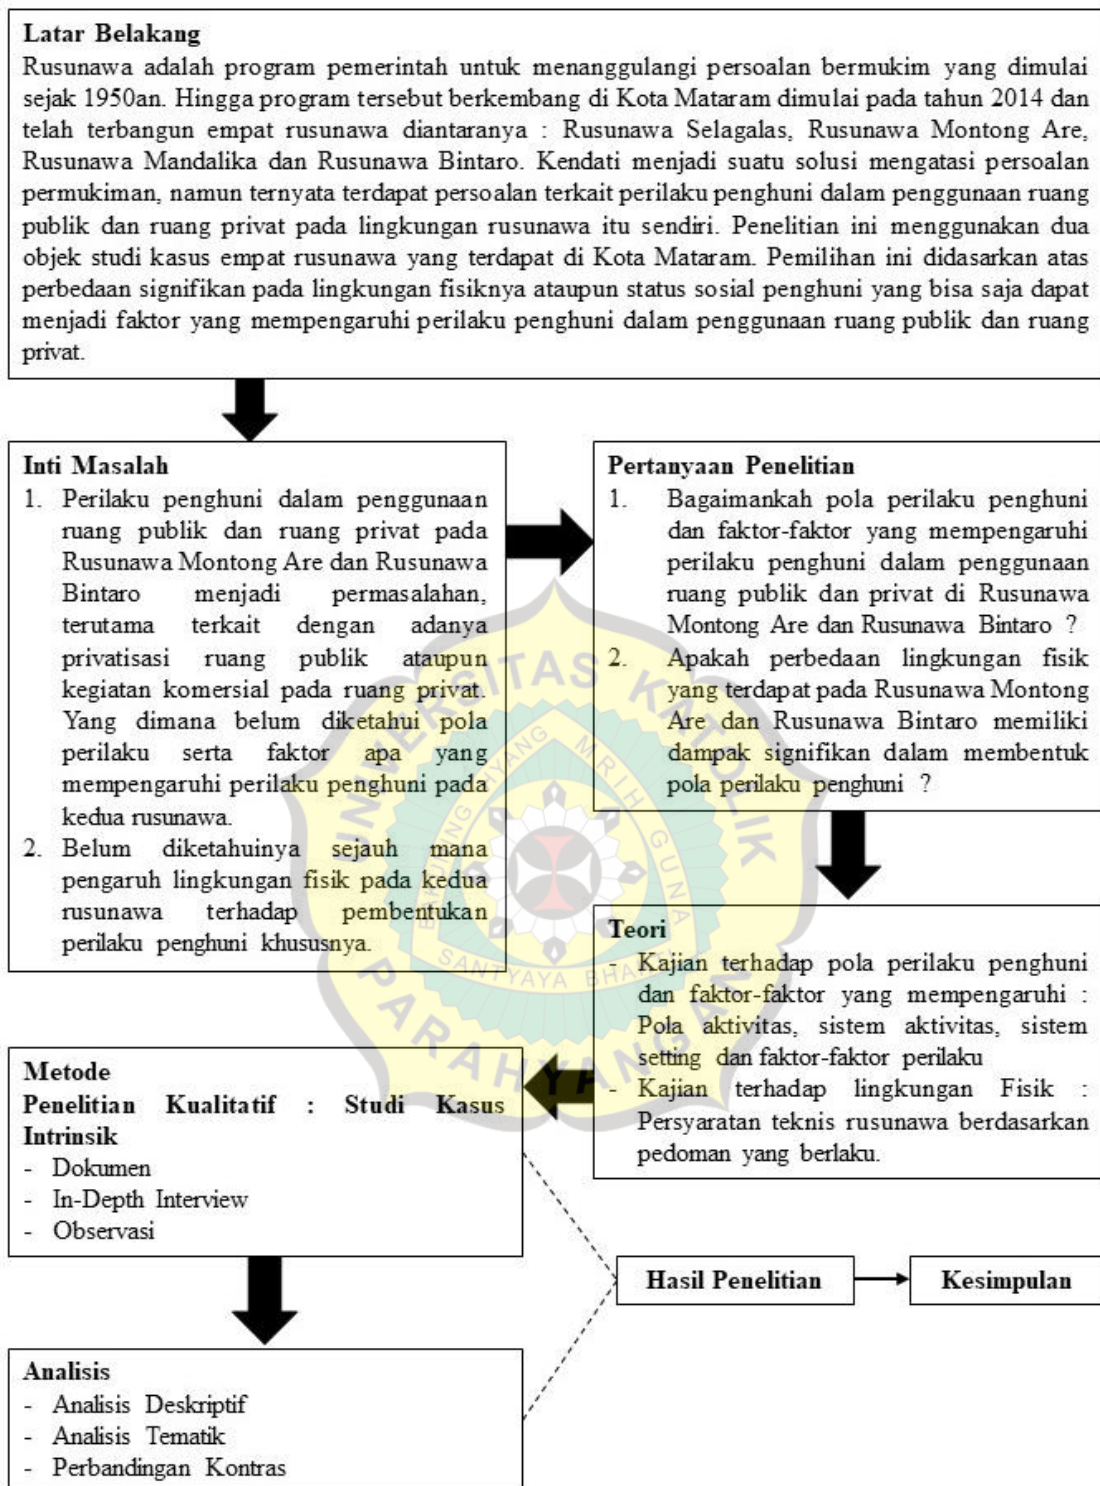 Latar Belakang
Rusunawa adalah program pemerintah untuk menanggulangi persoalan bermukim yang dimulai
sejak 1950an. Hingga program tersebut berkembang di Kota Mataram dimulai pada tahun 2014 dan
telah terbangun empat rusunawa diantaranya : Rusunawa Selagalas, Rusunawa Montong Are,
Rusunawa Mandalika dan Rusunawa Bintaro. Kendati menjadi suatu solusi mengatasi persoalan
permukiman, namun ternyata terdapat persoalan terkait perilaku penghuni dalam penggunaan ruang
publik dan ruang privat pada lingkungan rusunawa itu sendiri. Penelitian ini menggunakan dua
objek studi kasus empat rusunawa yang terdapat di Kota Mataram. Pemilihan ini didasarkan atas
perbedaan signifikan pada lingkungan fisiknya ataupun status sosial penghuni yang bisa saja dapat
menjadi faktor yang mempengaruhi perilaku penghuni dalam penggunaan ruang publik dan ruang
privat.
Inti Masalah
1. Perilaku penghuni dalam penggunaan
ruang publik dan ruang privat pada
Rusunawa Montong Are dan Rusunawa
Bintaro menjadi permasalahan,
terutama terkait dengan adanya
privatisasi ruang publik ataupun
kegiatan komersial pada ruang privat.
Yang dimana belum diketahui pola
perilaku serta faktor apa yang
mempengaruhi perilaku penghuni pada
kedua rusunawa.
2. Belum diketahuinya sejauh mana
pengaruh lingkungan fisik pada kedua
rusunawa terhadap pembentukan
perilaku penghuni khususnya.
Pertanyaan Penelitian
1. Bagaimankah pola perilaku penghuni
dan faktor-faktor yang mempengaruhi
perilaku penghuni dalam penggunaan
ruang publik dan privat di Rusunawa
Montong Are dan Rusunawa Bintaro ?
2. Apakah perbedaan lingkungan fisik
yang terdapat pada Rusunawa Montong
Are dan Rusunawa Bintaro memiliki
dampak signifikan dalam membentuk
pola perilaku penghuni ?
Teori
- Kajian terhadap pola perilaku penghuni
dan faktor-faktor yang mempengaruhi :
Pola aktivitas, sistem aktivitas, sistem
setting dan faktor-faktor perilaku
- Kajian terhadap lingkungan Fisik :
Persyaratan teknis rusunawa berdasarkan
pedoman yang berlaku.
Metode
Penelitian Kualitatif : Studi Kasus
Intrinsik
- Dokumen
- In-Depth Interview
- Observasi
Hasil Penelitian
Kesimpulan
Analisis
- Analisis Deskriptif
- Analisis Tematik
- Perbandingan Kontras
UNIVERSITAS KATOLIK
PARAHYANGAN
HYANG MRIH GUNA
SANTYAYA